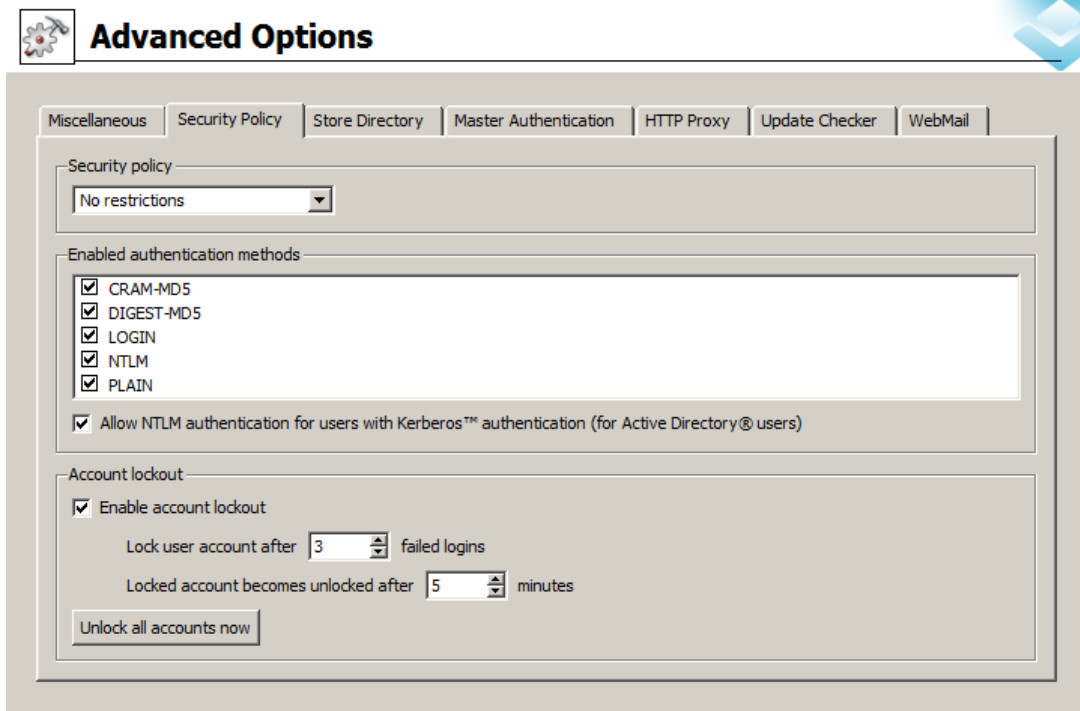 Advanced Options
Miscellaneous Security Policy Store Directory Master Authentication HTTP Proxy Update Checker WebMail
Security policy
No restrictions
Enabled authentication methods
CRAM-MD5
DIGEST-MD5
LOGIN
NTLM
PLAIN
Allow NTLM authentication for users with Kerberos™ authentication (for Active Directory® users)
Account lockout
Enable account lockout
Lock user account after 3 failed logins
Locked account becomes unlocked after 5 minutes
Unlock all accounts now